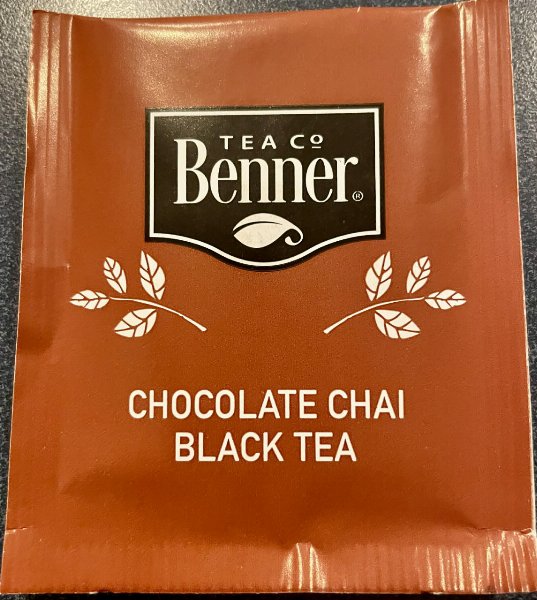 TEA Cº
Benner®
CHOCOLATE CHAI
BLACK TEA